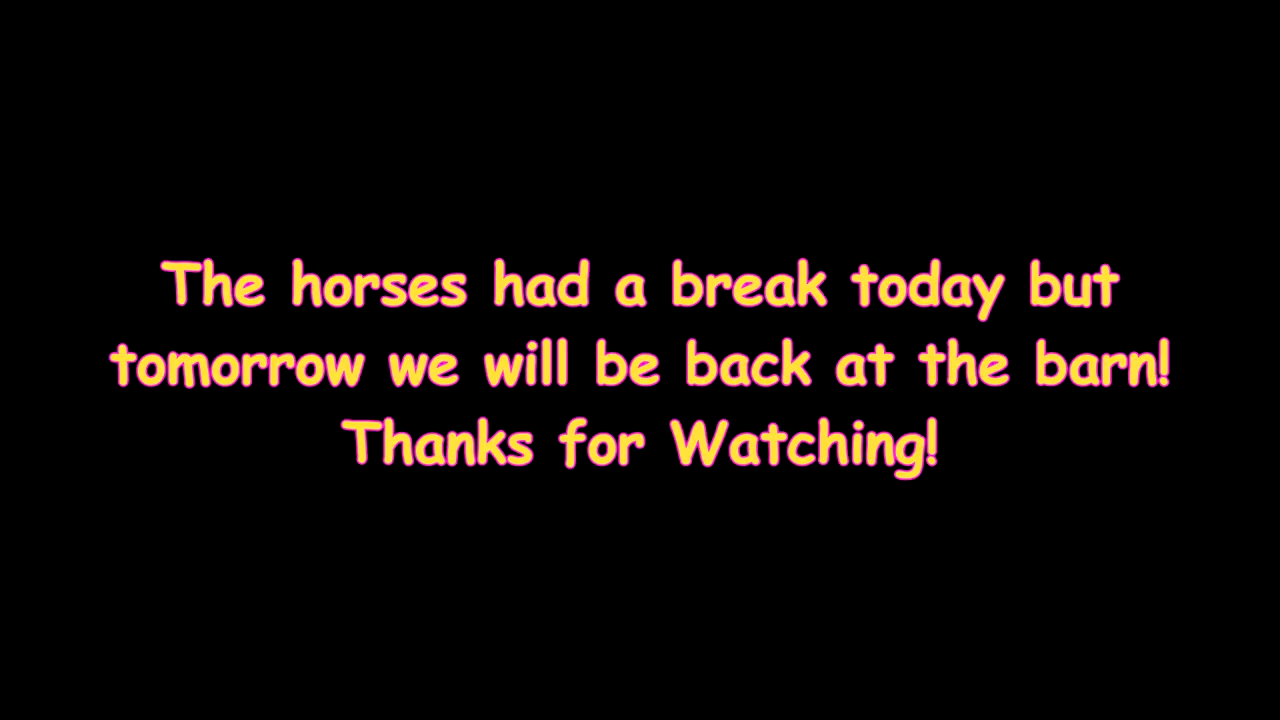 The horses had a break today but
tomorrow we will be back at the barn!
Thanks for Watching!